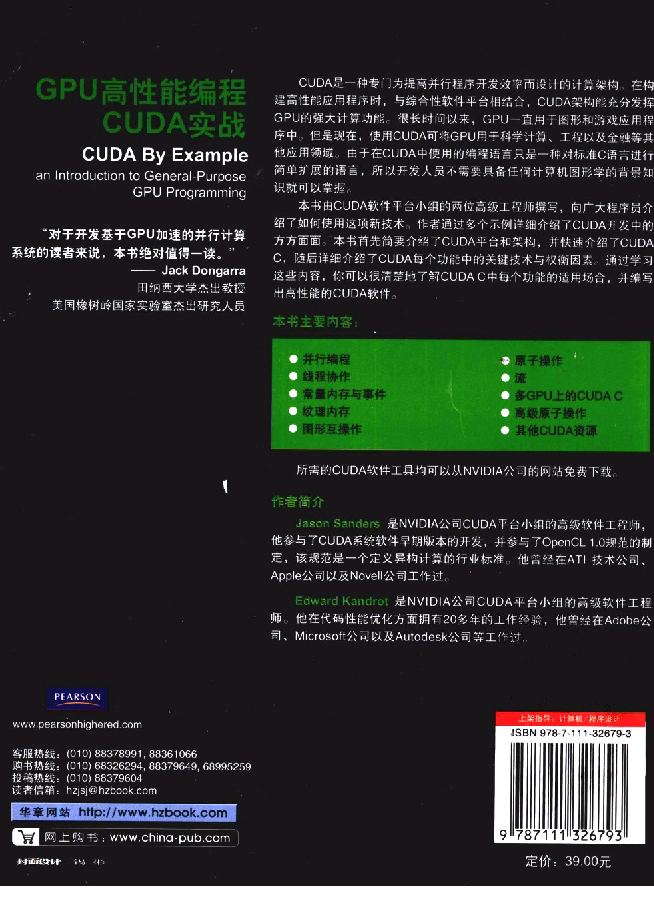 GPU高性能编程
CUDA实战
CUDA By Example
an Introduction to General-Purpose
GPU Programming
“对于开发基于GPU加速的并行计算
系统的读者来说，本书绝对值得一读。”
—— Jack Dongarra
田纳西大学杰出教授
美国橡树岭国家实验室杰出研究人员
CUDA是一种专门为提高并行程序开发效率而设计的计算架构。在构
建高性能应用程序时，与综合性软件平台相结合，CUDA架构能充分发挥
GPU的强大计算功能。很长时间以来，GPU一直用于图形和游戏应用程
序中。但是现在，使用CUDA可将GPU用于科学计算、工程以及金融等其
他应用领域。由于在CUDA中使用的编程语言只是一种对标准C语言进行
简单扩展的语言，所以开发人员不需要具备任何计算机图形学的背景知
识就可以掌握。
本书由CUDA软件平台小组的两位高级工程师撰写，向广大程序员介
绍了如何使用这项新技术。作者通过多个示例详细介绍了CUDA开发中的
方方面面。本书首先简要介绍了CUDA平台和架构，并快速介绍了CUDA
C，随后详细介绍了CUDA每个功能中的关键技术与权衡因素。通过学习
这些内容，你可以很清楚地了解CUDA C中每个功能的适用场合，并编写
出高性能的CUDA软件。
本书主要内容：
● 并行编程
● 线程协作
● 常量内存与事件
● 纹理内存
● 图形互操作
● 原子操作
● 流
● 多GPU上的CUDA C
● 高级原子操作
● 其他CUDA资源
所需的CUDA软件工具均可以从NVIDIA公司的网站免费下载。
作者简介
Jason Sanders 是NVIDIA公司CUDA平台小组的高级软件工程师，
他参与了CUDA系统软件早期版本的开发，并参与了OpenCL 1.0规范的制
定，该规范是一个定义异构计算的行业标准。他曾经在ATI 技术公司、
Apple公司以及Novell公司工作过。
Edward Kandrot 是NVIDIA公司CUDA平台小组的高级软件工程
师。他在代码性能优化方面拥有20多年的工作经验，他曾经在Adobe公
司、Microsoft公司以及Autodesk公司等工作过。
PEARSON
www.pearsonhighered.com
客服热线：(010) 88378991, 88361066
购书热线：(010) 68326294, 88379649, 68995259
投稿热线：(010) 88379604
读者信箱：hzjsj@hzbook.com
华章网站 http://www.hzbook.com
网上购书：www.china-pub.com
封面设计
上架指导：计算机/程序设计
ISBN 978-7-111-32679-3
9 787111 326793
定价：39.00元